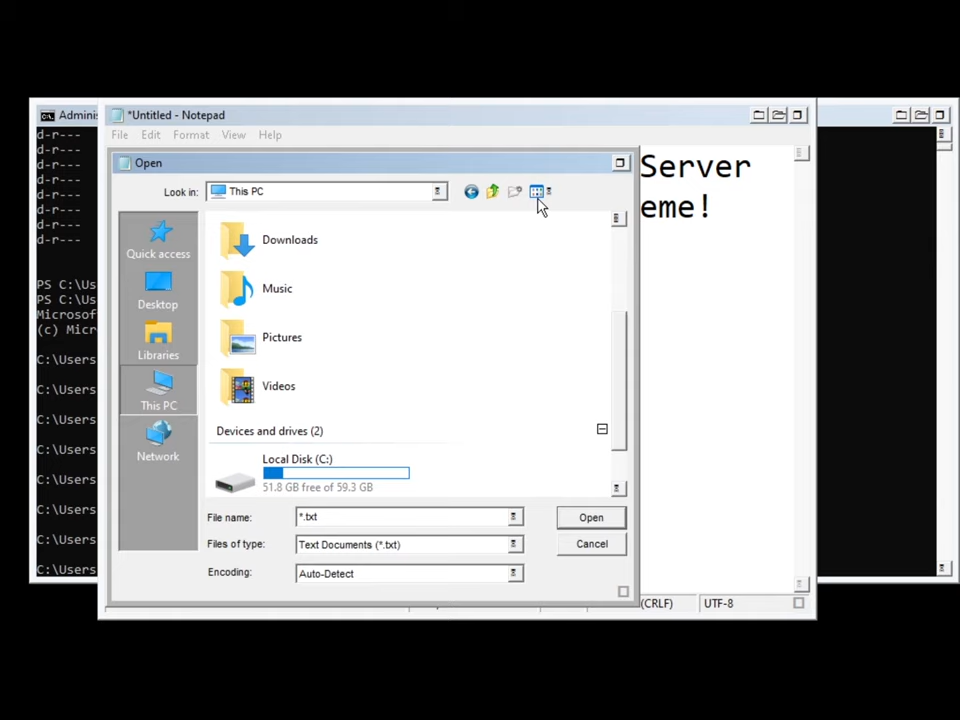 Adminis
*Untitled - Notepad
File Edit Format View Help
d-r---
d-r---
d-r---
d-r---
d-r---
d-r---
d-r---
d-r---
PS C:\Us
PS C:\Us
Microsof
(c) Micr
C:\Users
C:\Users
C:\Users
C:\Users
C:\Users
C:\Users
C:\Users
C:\Users
Server
eme!
Open
Look in: This PC
Quick access
Desktop
Libraries
This PC
Network
Downloads
Music
Pictures
Videos
Devices and drives (2)
Local Disk (C:)
51.8 GB free of 59.3 GB
File name: *.txt Open
Files of type: Text Documents (*.txt) Cancel
Encoding: Auto-Detect
(CRLF) UTF-8